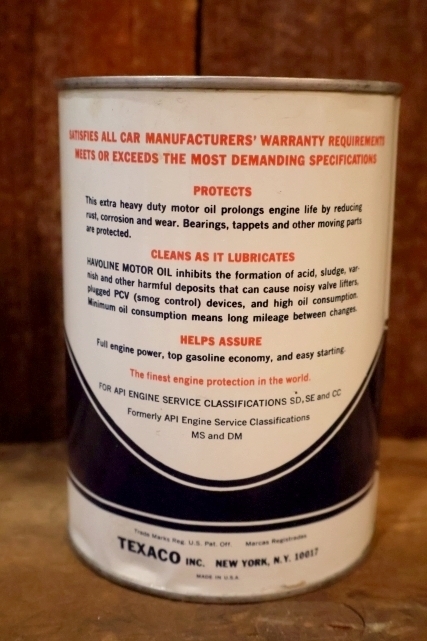 SATISFIES ALL CAR MANUFACTURERS' WARRANTY REQUIREMENTS
MEETS OR EXCEEDS THE MOST DEMANDING SPECIFICATIONS
PROTECTS
This extra heavy duty motor oil prolongs engine life by reducing
rust, corrosion and wear. Bearings, tappets and other moving parts
are protected.
CLEANS AS IT LUBRICATES
HAVOLINE MOTOR OIL inhibits the formation of acid, sludge, var-
nish and other harmful deposits that can cause noisy valve lifters,
plugged PCV (smog control) devices, and high oil consumption.
Minimum oil consumption means long mileage between changes.
HELPS ASSURE
Full engine power, top gasoline economy, and easy starting.
The finest engine protection in the world.
FOR API ENGINE SERVICE CLASSIFICATIONS SD, SE and CC
Formerly API Engine Service Classifications
MS and DM
Trade Marks Reg. U.S. Pat. Off. Marcas Registradas
TEXACO INC. NEW YORK, N.Y. 10017
MADE IN U.S.A.